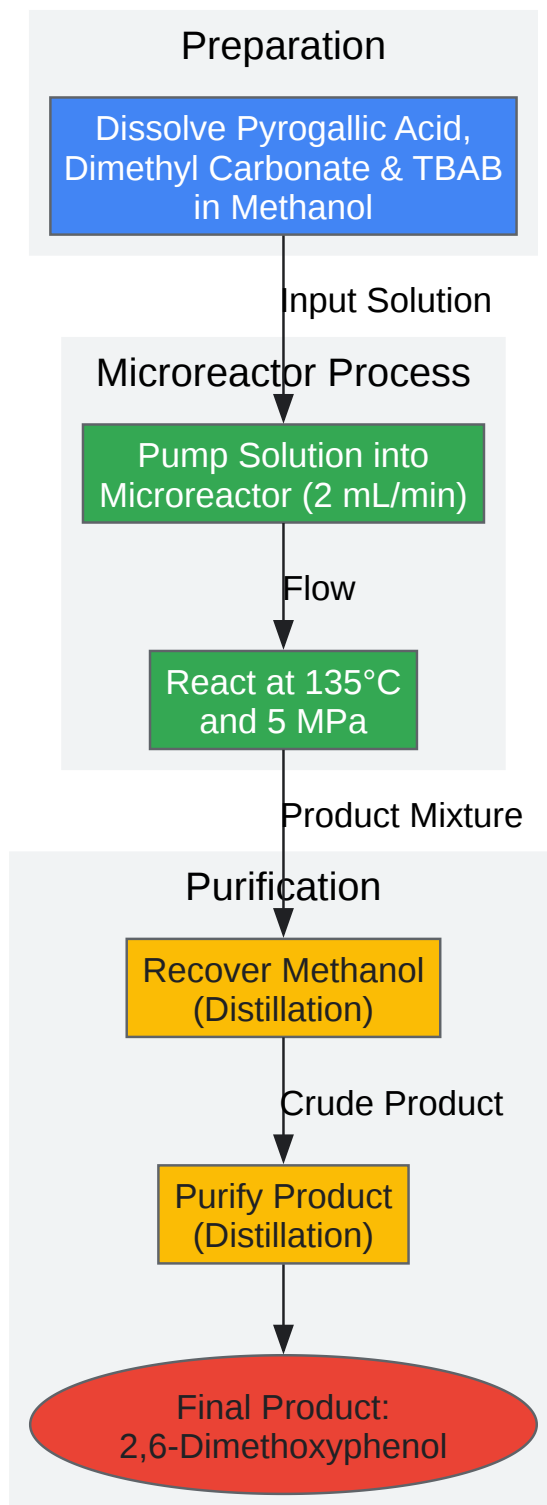 Preparation
Dissolve Pyrogallic Acid,
Dimethyl Carbonate & TBAB
in Methanol
Input Solution
Microreactor Process
Pump Solution into
Microreactor (2 mL/min)
Flow
React at 135°C
and 5 MPa
Product Mixture
Purification
Recover Methanol
(Distillation)
Crude Product
Purify Product
(Distillation)
Final Product:
2,6-Dimethoxyphenol